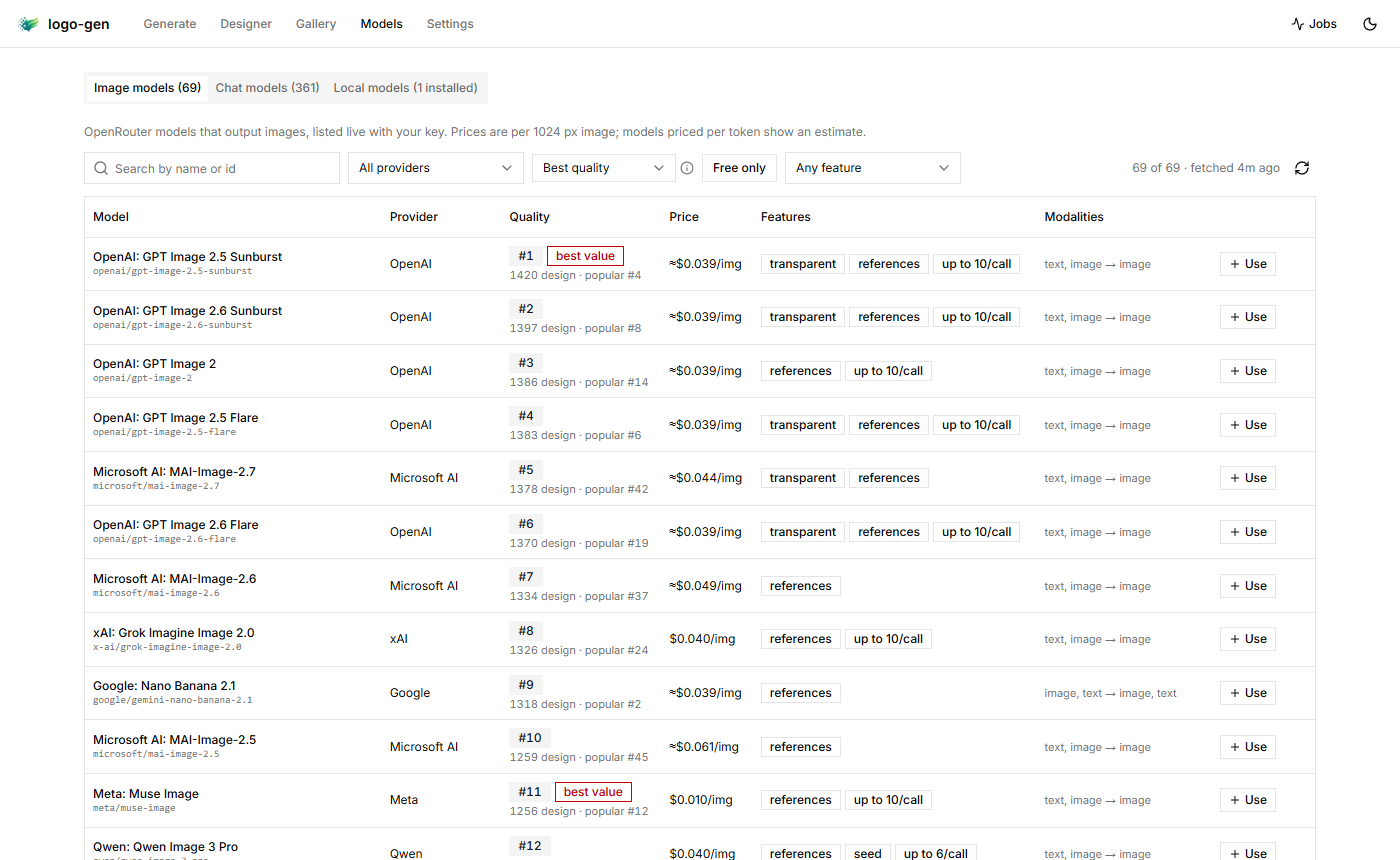 logo-gen Generate Designer Gallery Models Settings Jobs
Image models (69) Chat models (361) Local models (1 installed)
OpenRouter models that output images, listed live with your key. Prices are per 1024 px image; models priced per token show an estimate.
Search by name or id All providers Best quality Free only Any feature 69 of 69 · fetched 4m ago
Model Provider Quality Price Features Modalities
OpenAI: GPT Image 2.5 Sunburst
openai/gpt-image-2.5-sunburst
OpenAI
#1 best value
1420 design · popular #4
≈$0.039/img
transparent references up to 10/call
text, image → image
+ Use
OpenAI: GPT Image 2.6 Sunburst
openai/gpt-image-2.6-sunburst
OpenAI
#2
1397 design · popular #8
≈$0.039/img
transparent references up to 10/call
text, image → image
+ Use
OpenAI: GPT Image 2
openai/gpt-image-2
OpenAI
#3
1386 design · popular #14
≈$0.039/img
references up to 10/call
text, image → image
+ Use
OpenAI: GPT Image 2.5 Flare
openai/gpt-image-2.5-flare
OpenAI
#4
1383 design · popular #6
≈$0.039/img
transparent references up to 10/call
text, image → image
+ Use
Microsoft AI: MAI-Image-2.7
microsoft/mai-image-2.7
Microsoft AI
#5
1378 design · popular #42
≈$0.044/img
transparent references
text, image → image
+ Use
OpenAI: GPT Image 2.6 Flare
openai/gpt-image-2.6-flare
OpenAI
#6
1370 design · popular #19
≈$0.039/img
transparent references up to 10/call
text, image → image
+ Use
Microsoft AI: MAI-Image-2.6
microsoft/mai-image-2.6
Microsoft AI
#7
1334 design · popular #37
≈$0.049/img
references
text, image → image
+ Use
xAI: Grok Imagine Image 2.0
x-ai/grok-imagine-image-2.0
xAI
#8
1326 design · popular #24
$0.040/img
references up to 10/call
text, image → image
+ Use
Google: Nano Banana 2.1
google/gemini-nano-banana-2.1
Google
#9
1318 design · popular #2
≈$0.039/img
references
image, text → image, text
+ Use
Microsoft AI: MAI-Image-2.5
microsoft/mai-image-2.5
Microsoft AI
#10
1259 design · popular #45
≈$0.061/img
references
text, image → image
+ Use
Meta: Muse Image
meta/muse-image
Meta
#11 best value
1256 design · popular #12
$0.010/img
references up to 10/call
text, image → image
+ Use
Qwen: Qwen Image 3 Pro
Qwen
#12
$0.040/img
references seed up to 6/call
text, image → image
+ Use